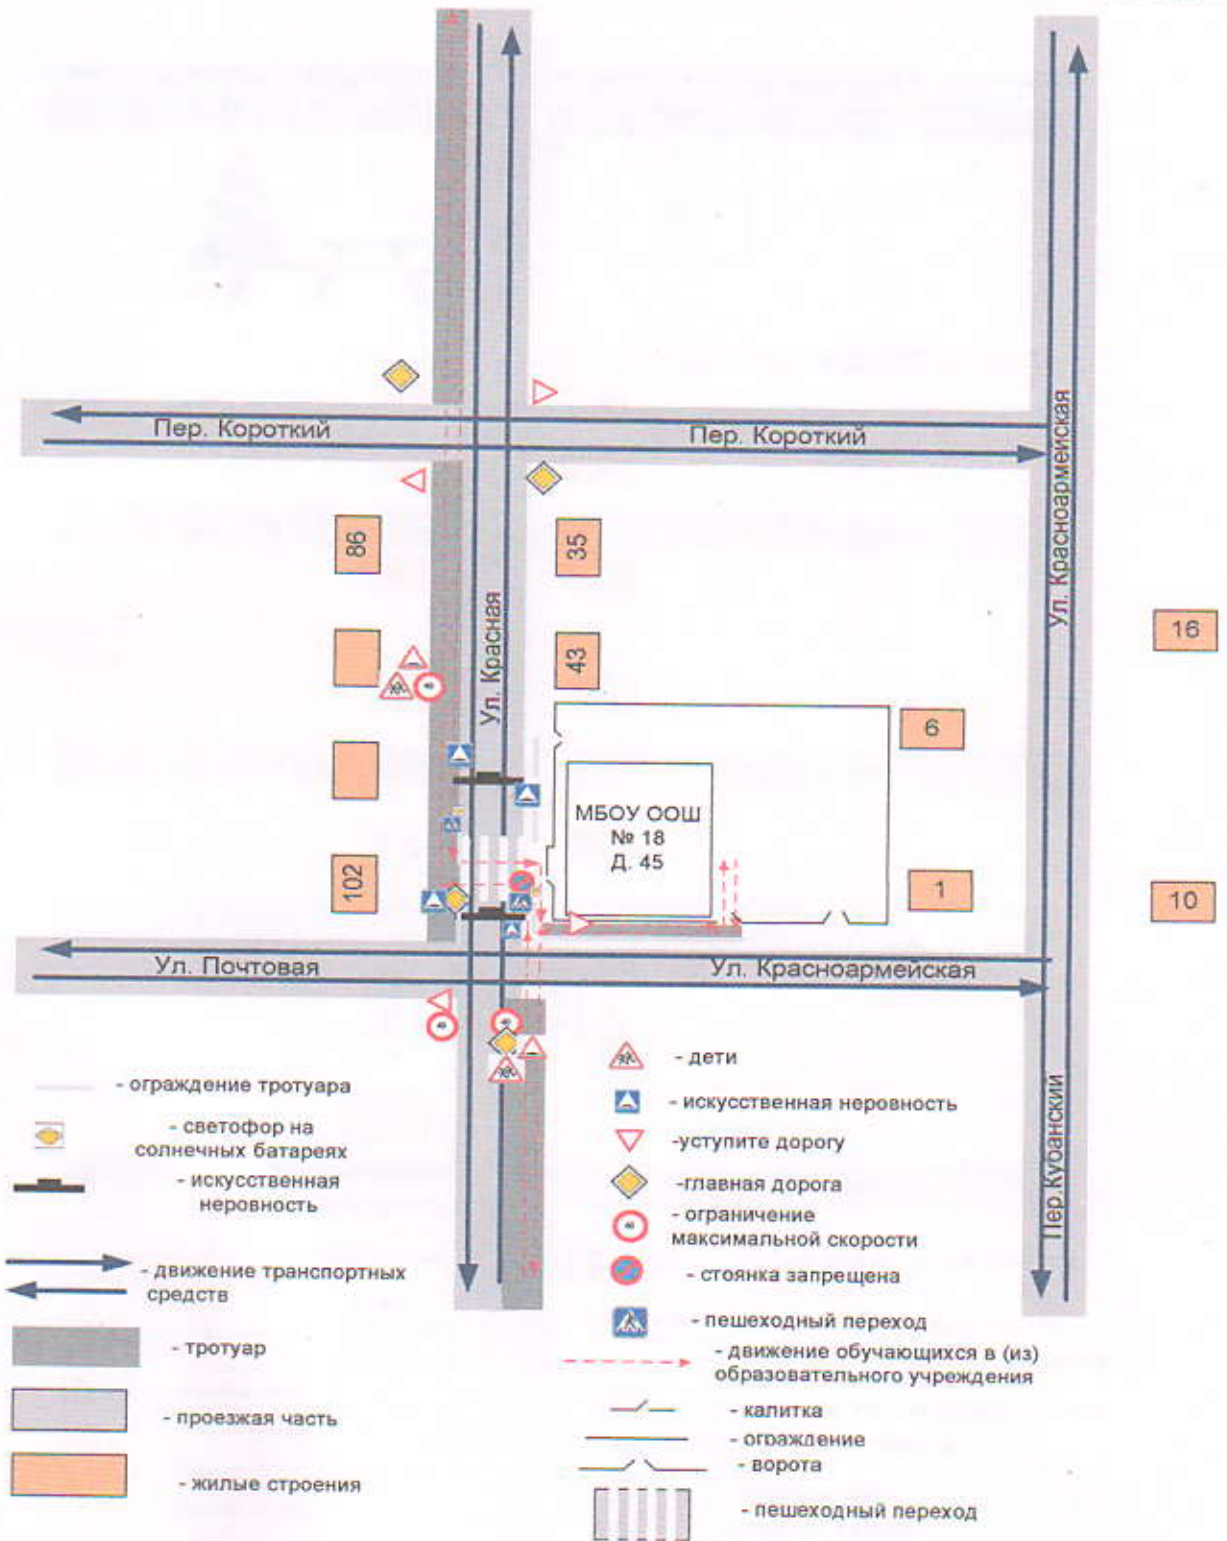 Пер. Короткий
Пер. Короткий
Ул. Красноармейская
86
35
16
Ул. Красная
43
6
МБОУ ООШ
№ 18
Д. 45
102
1
10
Ул. Почтовая
Ул. Красноармейская
Пер.Кубанский
- ограждение тротуара
- светофор на
солнечных батареях
- искусственная
неровность
- движение транспортных
средств
- тротуар
- проезжая часть
- жилые строения
- дети
- искусственная неровность
-уступите дорогу
-главная дорога
- ограничение
максимальной скорости
- стоянка запрещена
- пешеходный переход
- движение обучающихся в (из)
образовательного учреждения
- калитка
- ограждение
- ворота
- пешеходный переход